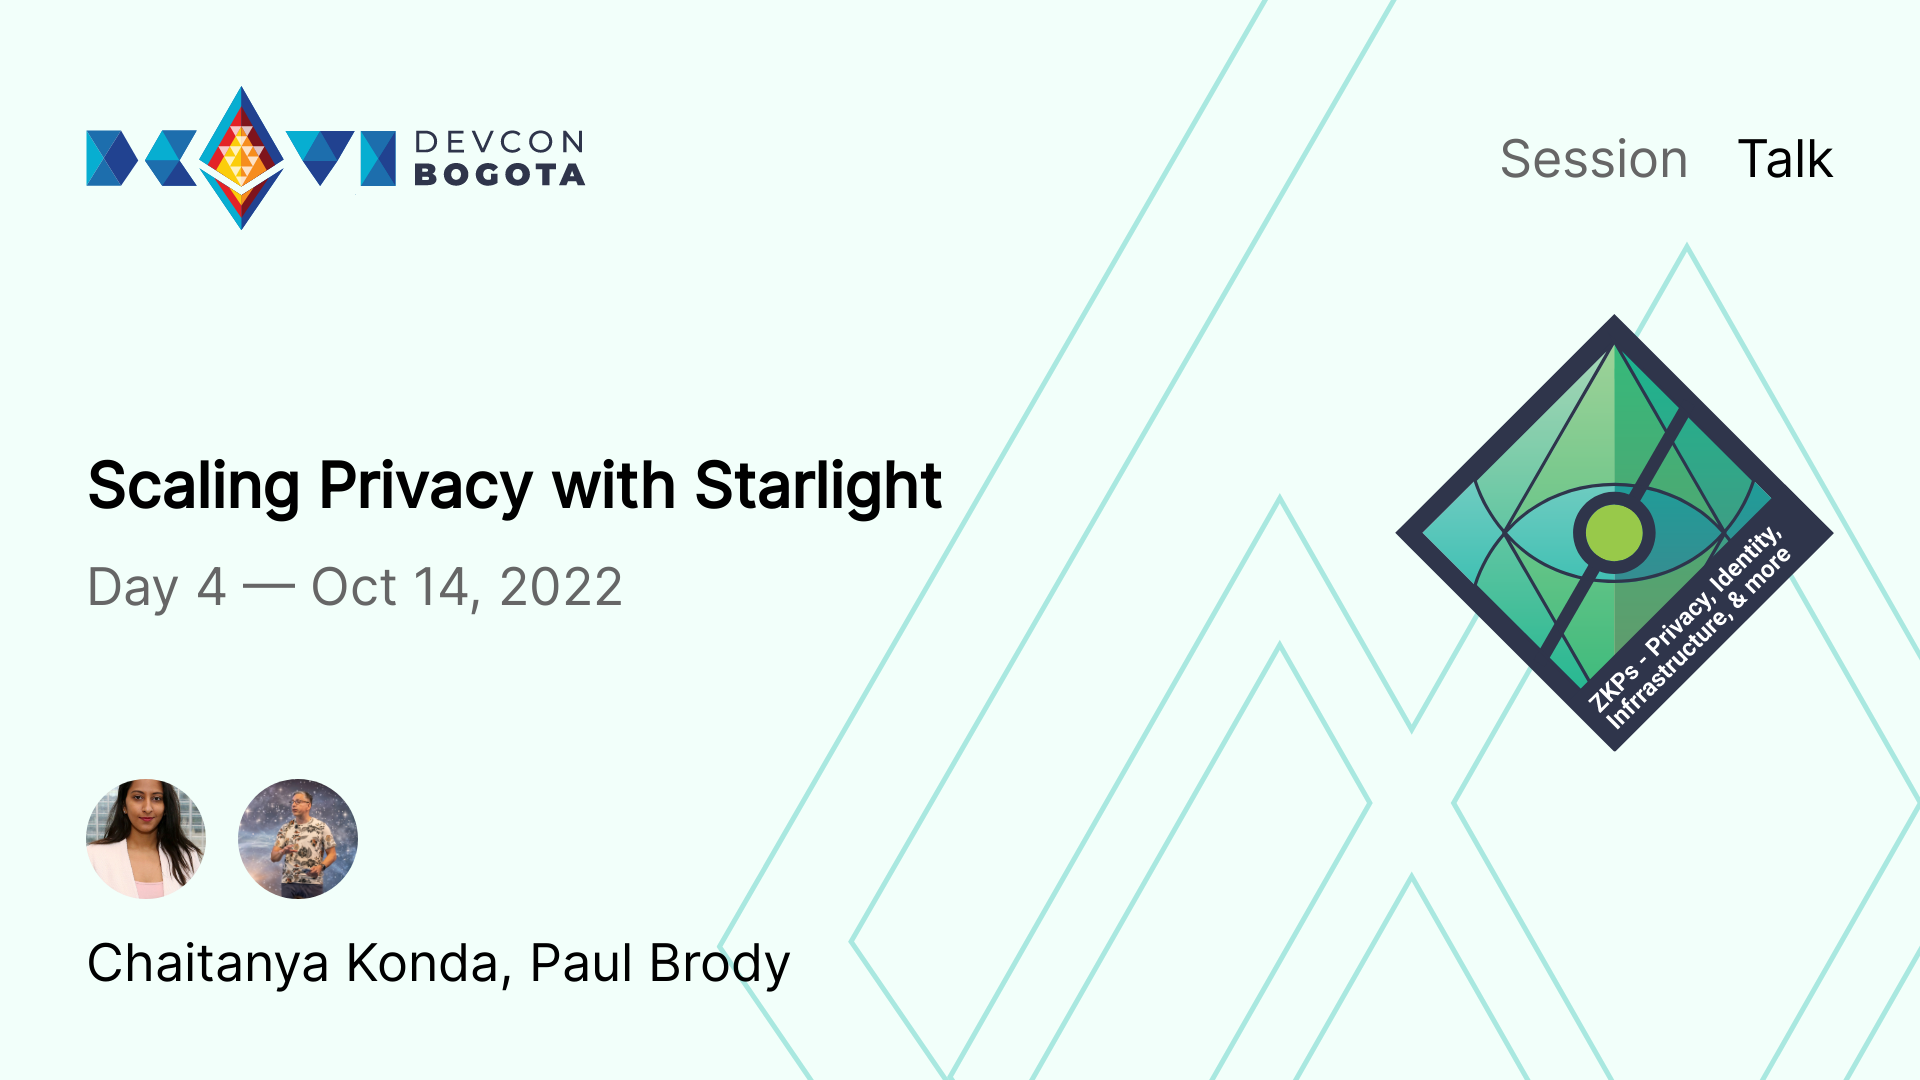 DEVCON
BOGOTA
Session Talk
Scaling Privacy with Starlight
Day 4 — Oct 14, 2022
ZKPs - Privacy, Identity,
Infrrastructure, & more
Chaitanya Konda, Paul Brody